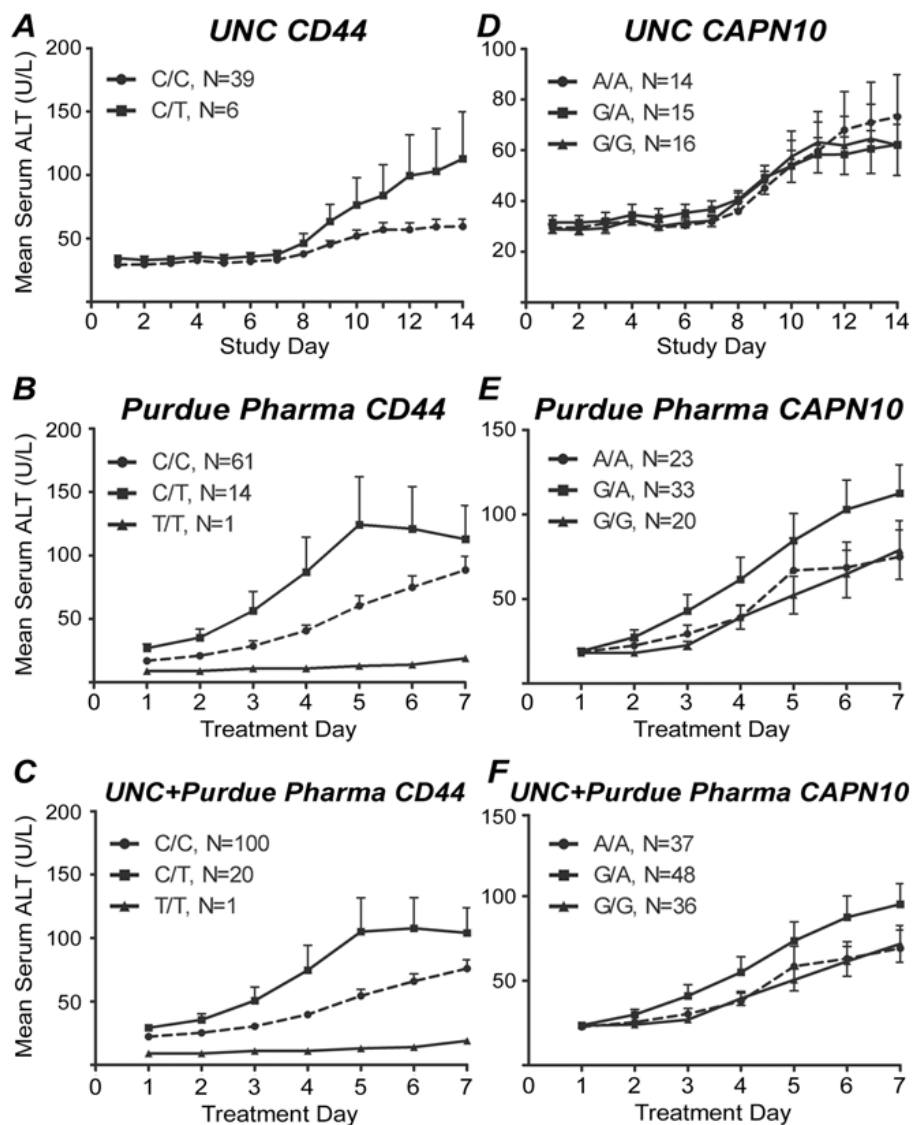 A
UNC CD44
Mean Serum ALT (U/L)
200
150
100
50
C/C, N=39
C/T, N=6
0 2 4 6 8 10 12 14
Study Day
D
UNC CAPN10
100
80
60
40
20
0
A/A, N=14
G/A, N=15
G/G, N=16
0 2 4 6 8 10 12 14
Study Day
B
Purdue Pharma CD44
Mean Serum ALT (U/L)
200
150
100
50
C/C, N=61
C/T, N=14
T/T, N=1
0 1 2 3 4 5 6 7
Treatment Day
E
Purdue Pharma CAPN10
150
100
50
A/A, N=23
G/A, N=33
G/G, N=20
0 1 2 3 4 5 6 7
Treatment Day
C
UNC+Purdue Pharma CD44
Mean Serum ALT (U/L)
200
150
100
50
C/C, N=100
C/T, N=20
T/T, N=1
0 1 2 3 4 5 6 7
Treatment Day
F
UNC+Purdue Pharma CAPN10
150
100
50
A/A, N=37
G/A, N=48
G/G, N=36
0 1 2 3 4 5 6 7
Treatment Day